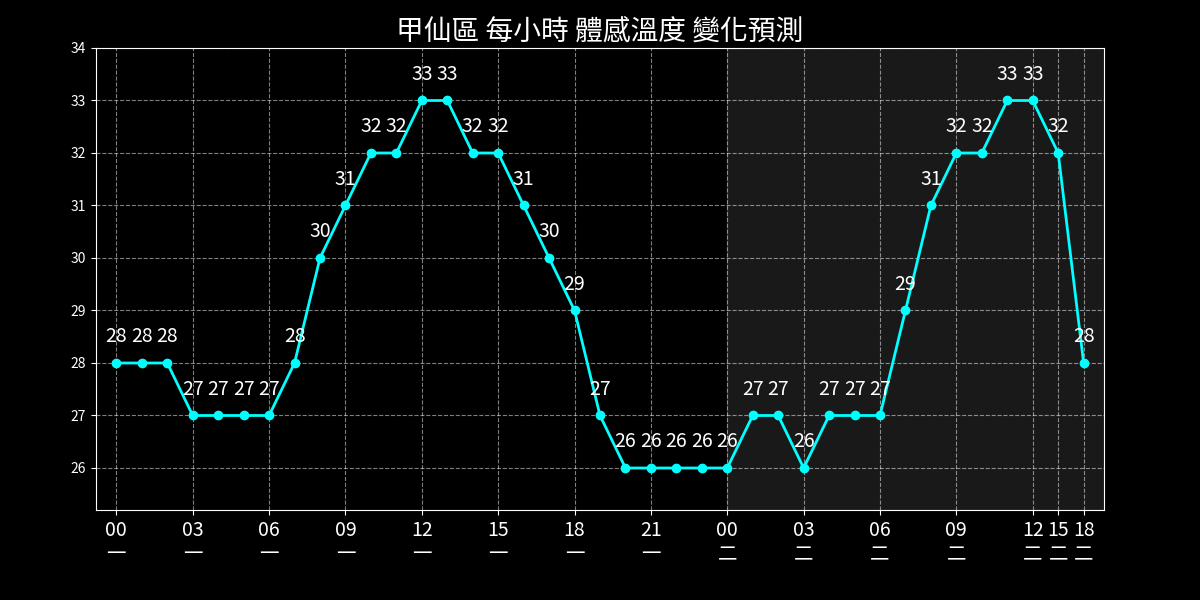 甲仙區 每小時 體感溫度 變化預測
34
33 33 33 33 33
32 32 32 32 32 32 32 32
31 31 31 31
30 30 30
29 29 29
28 28 28 28 28 28
27 27 27 27 27 27 27 27 27 27 27
26 26 26 26 26 26 26
00 03 06 09 12 15 18 21 00 03 06 09 12 15 18
一 一 一 一 一 一 一 一 二 二 二 二 二 二 二